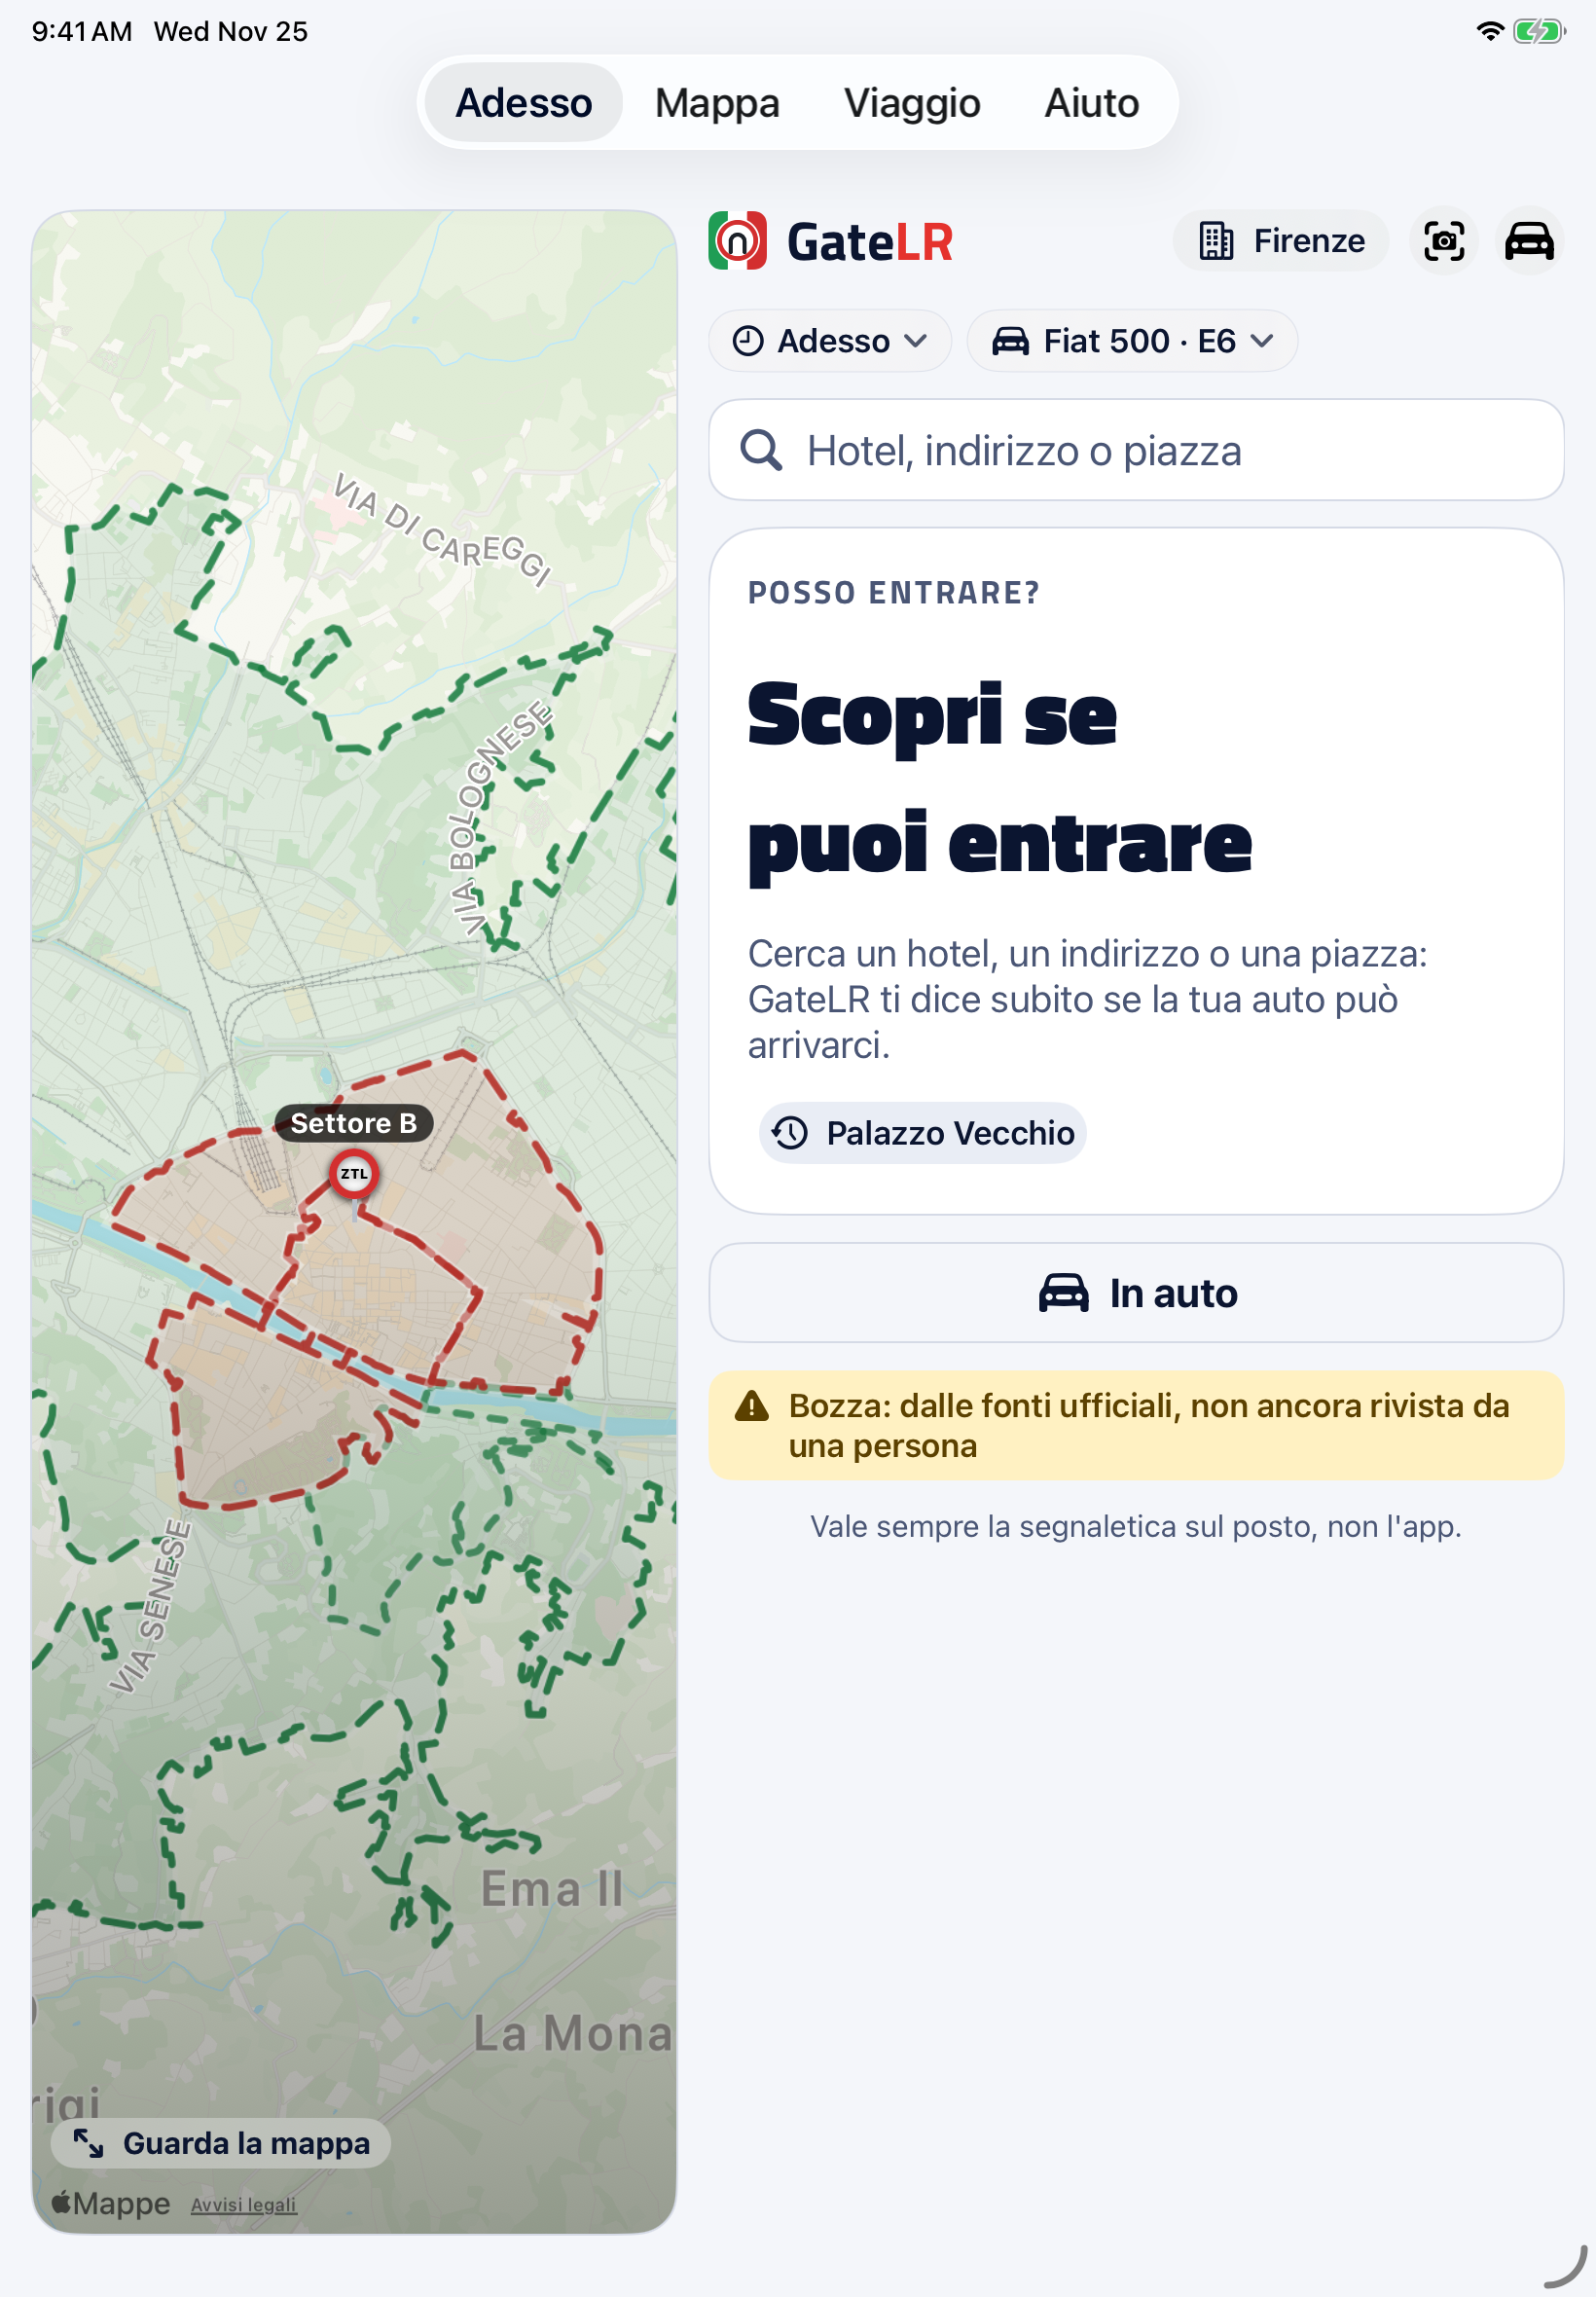 9:41 AM Wed Nov 25
Adesso Mappa Viaggio Aiuto
VIA DI CAREGGI
VIA BOLOGNESE
Settore B
ZTL
VIA SENESE
Ema II
La Mona
rigi
Guarda la mappa
Mappe Avvisi legali
GateLR
Firenze
Adesso
Fiat 500 · E6
Hotel, indirizzo o piazza
POSSO ENTRARE?
Scopri se
puoi entrare
Cerca un hotel, un indirizzo o una piazza:
GateLR ti dice subito se la tua auto può
arrivarci.
Palazzo Vecchio
In auto
Bozza: dalle fonti ufficiali, non ancora rivista da
una persona
Vale sempre la segnaletica sul posto, non l'app.